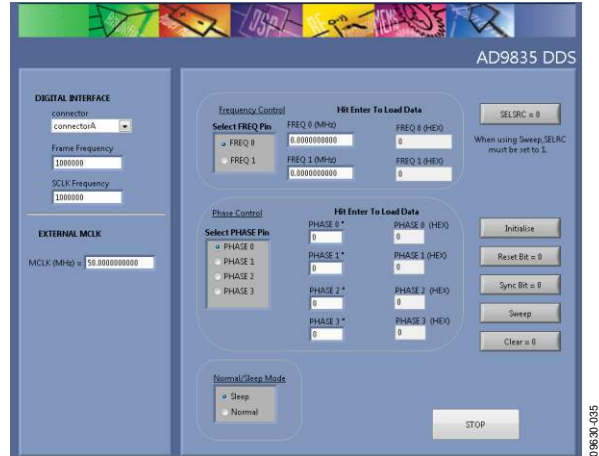 DSP
RF
MEMS
AD9835 DDS
DIGITAL INTERFACE
connector
connectorA
Frame Frequency
1000000
SCLK Frequency
1000000
EXTERNAL MCLK
MCLK (MHz) = 50.0000000000
Frequency Control
Hit Enter To Load Data
Select FREQ Pin
FREQ 0
FREQ 1
FREQ 0 (MHz)
0.0000000000
FREQ 0 (HEX)
0
FREQ 1 (MHz)
0.0000000000
FREQ 1 (HEX)
0
SELSRC = 0
When using Sweep,SELRC
must be set to 1.
Phase Control
Hit Enter To Load Data
Select PHASE Pin
PHASE 0
PHASE 1
PHASE 2
PHASE 3
PHASE 0 °
0
PHASE 0 (HEX)
0
PHASE 1 °
0
PHASE 1 (HEX)
0
PHASE 2 °
0
PHASE 2 (HEX)
0
PHASE 3 °
0
PHASE 3 (HEX)
0
Initialise
Reset Bit = 0
Sync Bit = 0
Sweep
Clear = 0
Normal/Sleep Mode
Sleep
Normal
STOP
09630-035